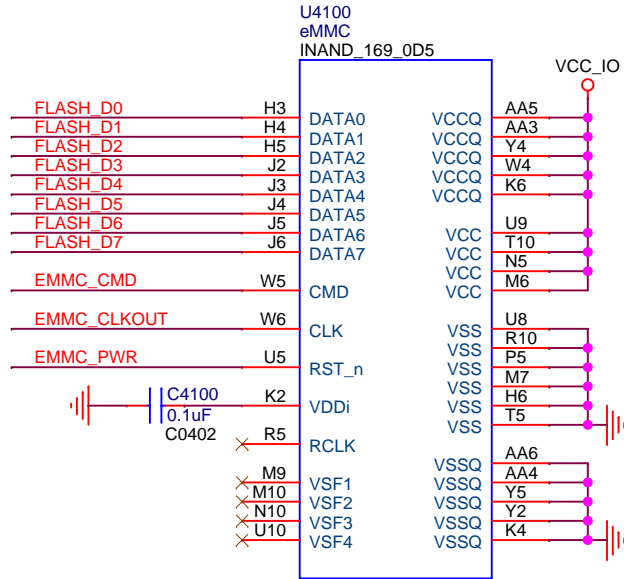 U4100
eMMC
INAND_169_0D5
VCC_IO
FLASH_D0 H3 DATA0 VCCQ AA5
FLASH_D1 H4 DATA1 VCCQ AA3
FLASH_D2 H5 DATA2 VCCQ Y4
FLASH_D3 J2 DATA3 VCCQ W4
FLASH_D4 J3 DATA4 VCCQ K6
FLASH_D5 J4 DATA5
FLASH_D6 J5 DATA6 VCC U9
FLASH_D7 J6 DATA7 VCC T10
VCC N5
EMMC_CMD W5 CMD VCC M6
EMMC_CLKOUT W6 CLK VSS U8
VSS R10
EMMC_PWR U5 RST_n VSS P5
VSS M7
C4100 K2 VDDi VSS H6
0.1uF VSS T5
C0402
R5 RCLK
VSSQ AA6
M9 VSF1 VSSQ AA4
M10 VSF2 VSSQ Y5
N10 VSF3 VSSQ Y2
U10 VSF4 VSSQ K4